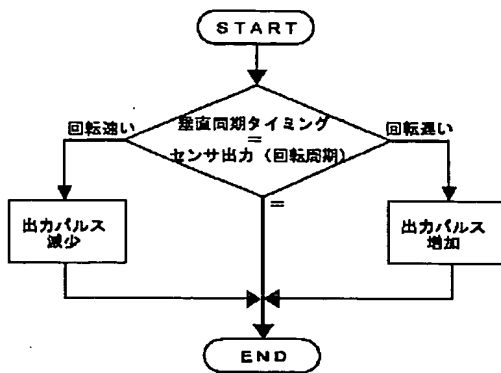 START
垂直同期タイミング
=
センサ出力（回転周期）
回転速い
回転遅い
=
出力パルス
減少
出力パルス
増加
END